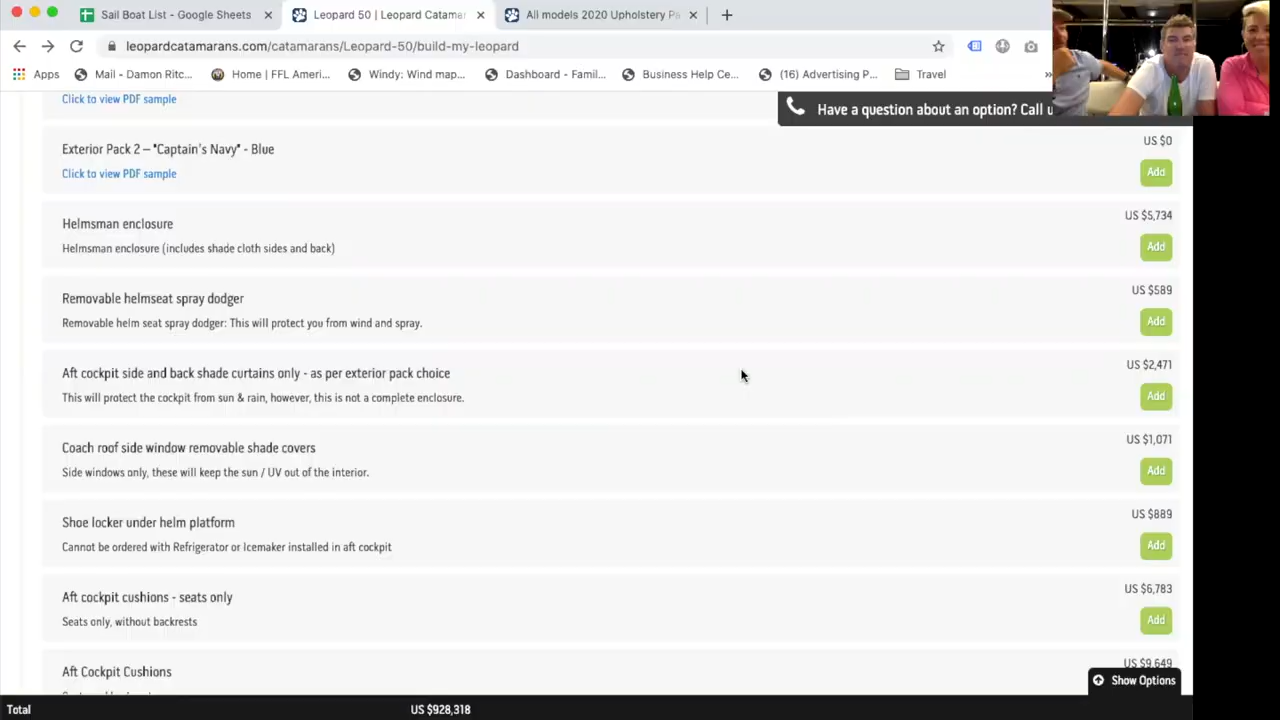 Sail Boat List - Google Sheets
Leopard 50 | Leopard Catamar
All models 2020 Upholstery Pa
leopardcatamarans.com/catamarans/Leopard-50/build-my-leopard
Apps
Mail - Damon Ritc...
Home | FFL Ameri...
Windy: Wind map...
Dashboard - Famil...
Business Help Ce...
(16) Advertising P...
Travel
»
Click to view PDF sample
Have a question about an option? Call u
Exterior Pack 2 – "Captain's Navy" - Blue
US $0
Click to view PDF sample
Add
Helmsman enclosure
US $5,734
Helmsman enclosure (includes shade cloth sides and back)
Add
Removable helmseat spray dodger
US $589
Removable helm seat spray dodger: This will protect you from wind and spray.
Add
Aft cockpit side and back shade curtains only - as per exterior pack choice
US $2,471
This will protect the cockpit from sun & rain, however, this is not a complete enclosure.
Add
Coach roof side window removable shade covers
US $1,071
Side windows only, these will keep the sun / UV out of the interior.
Add
Shoe locker under helm platform
US $889
Cannot be ordered with Refrigerator or Icemaker installed in aft cockpit
Add
Aft cockpit cushions - seats only
US $6,783
Seats only, without backrests
Add
Aft Cockpit Cushions
US $9,649
Show Options
Total
US $928,318